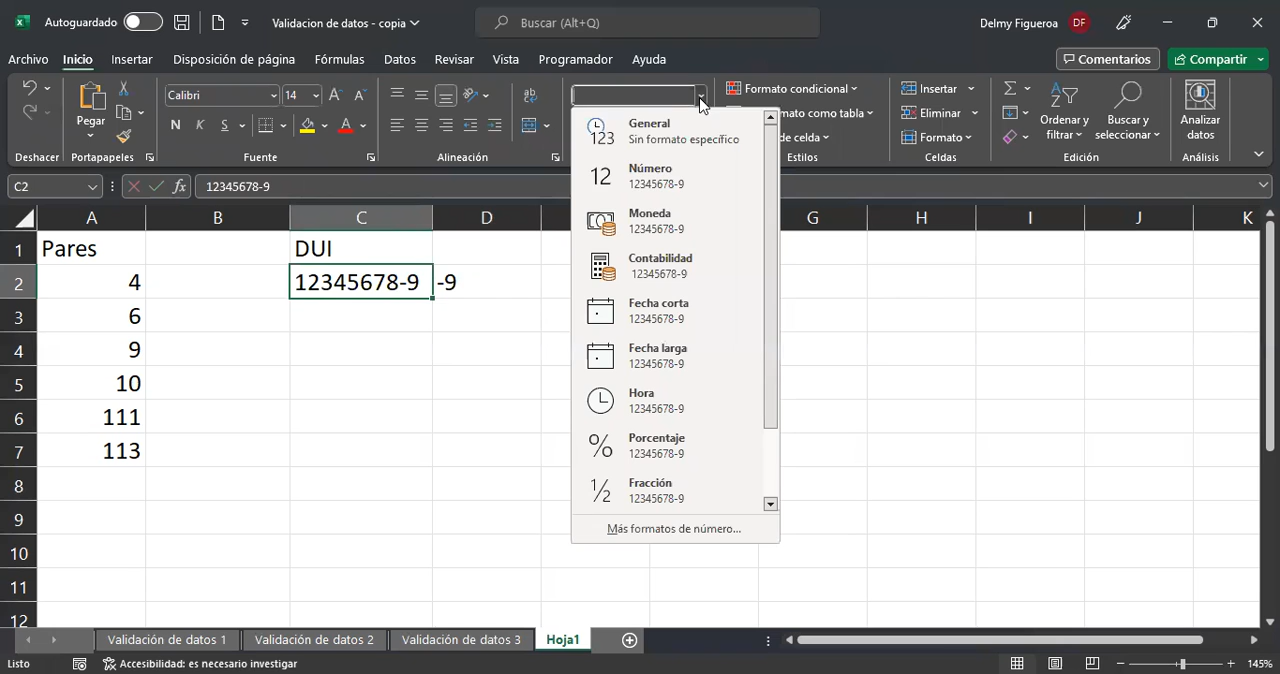 Autoguardado
Validacion de datos - copia
Buscar (Alt+Q)
Delmy Figueroa
DF
Archivo
Inicio
Insertar
Disposición de página
Fórmulas
Datos
Revisar
Vista
Programador
Ayuda
Comentarios
Compartir
Pegar
Calibri
14
N
K
S
Formato condicional
omo tabla
de celda
Insertar
Eliminar
Formato
Ordenar y
filtrar
Buscar y
seleccionar
Analizar
datos
Deshacer
Portapapeles
Fuente
Alineación
Estilos
Celdas
Edición
Análisis
C2
fx
12345678-9
General
Sin formato específico
123
Número
12345678-9
12
Moneda
12345678-9
Contabilidad
12345678-9
Fecha corta
12345678-9
Fecha larga
12345678-9
Hora
12345678-9
Porcentaje
12345678-9
%
Fracción
12345678-9
1/2
Más formatos de número...
A B C D G H I J K
1 Pares DUI
2 4 12345678-9 -9
3 6
4 9
5 10
6 111
7 113
8
9
10
11
12
Validación de datos 1
Validación de datos 2
Validación de datos 3
Hoja1
Listo
Accesibilidad: es necesario investigar
145%